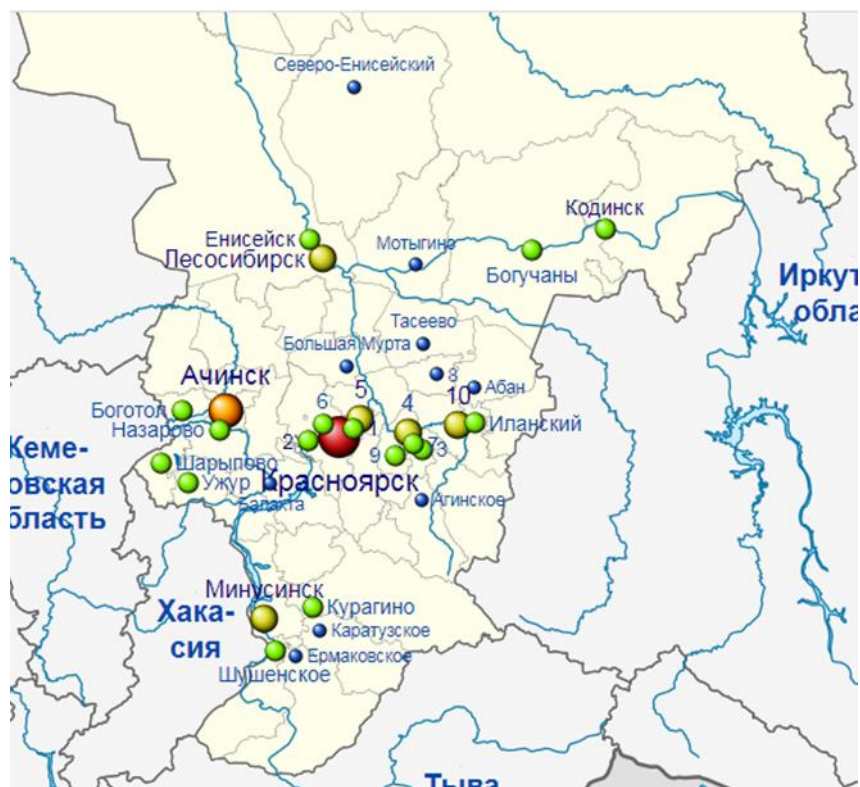 Северо-Енисейский
Кодинск
Енисейск
Лесосибирск
Мотыгино
Богучаны
Иркут
обла
Тасеево
Большая Мурта
Ачинск
8
Абан
5
10
Боготол
6
4
Иланский
Назарово
1
2
7
3
9
Кеме-
овская
бласть
Шарыпово
Ужур
Красноярск
Балахта
Агинское
Минусинск
Хака-
сия
Курагино
Каратузское
Ермаковское
Шушенское
Тыва